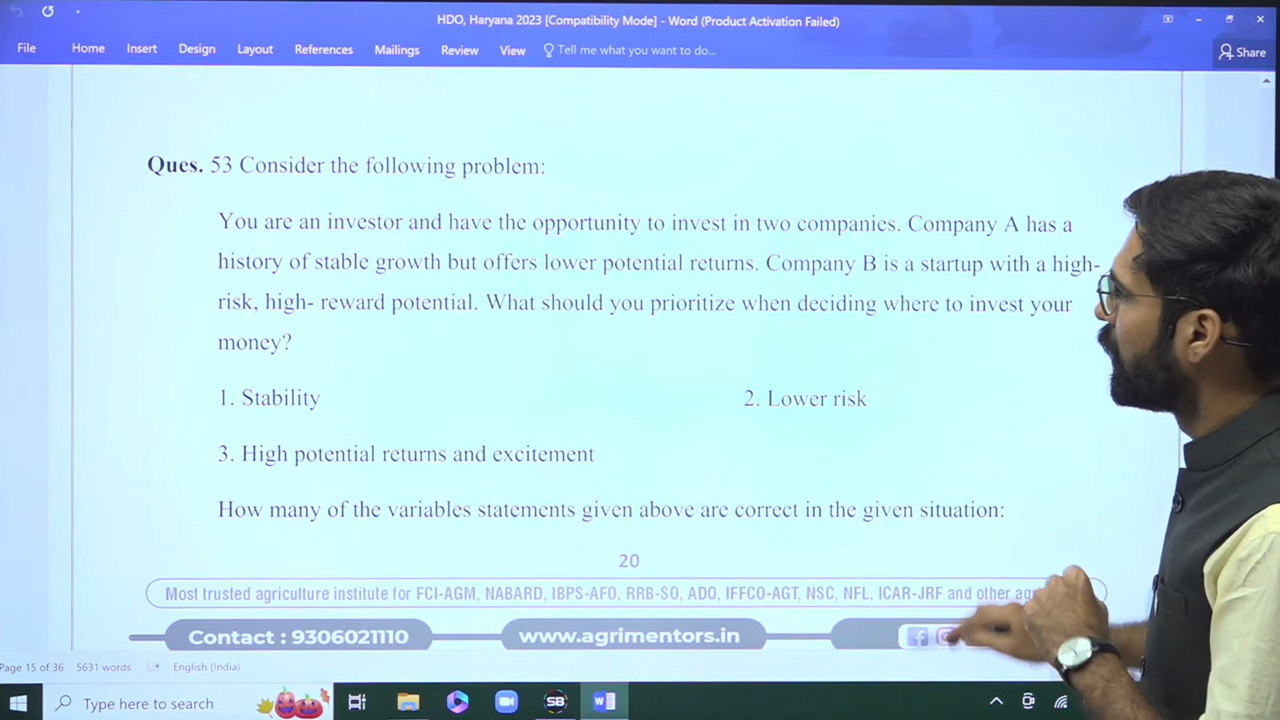 HDO, Haryana 2023 [Compatibility Mode] - Word (Product Activation Failed)
File Home Insert Design Layout References Mailings Review View Tell me what you want to do... Share
Ques. 53 Consider the following problem:
You are an investor and have the opportunity to invest in two companies. Company A has a
history of stable growth but offers lower potential returns. Company B is a startup with a high-
risk, high- reward potential. What should you prioritize when deciding where to invest your
money?
1. Stability 2. Lower risk
3. High potential returns and excitement
How many of the variables statements given above are correct in the given situation:
20
Most trusted agriculture institute for FCI-AGM, NABARD, IBPS-AFO, RRB-SO, ADO, IFFCO-AGT, NSC, NFL, ICAR-JRF and other
Contact : 9306021110 www.agrimentors.in
Page 15 of 36 5631 words English (India)
Type here to search